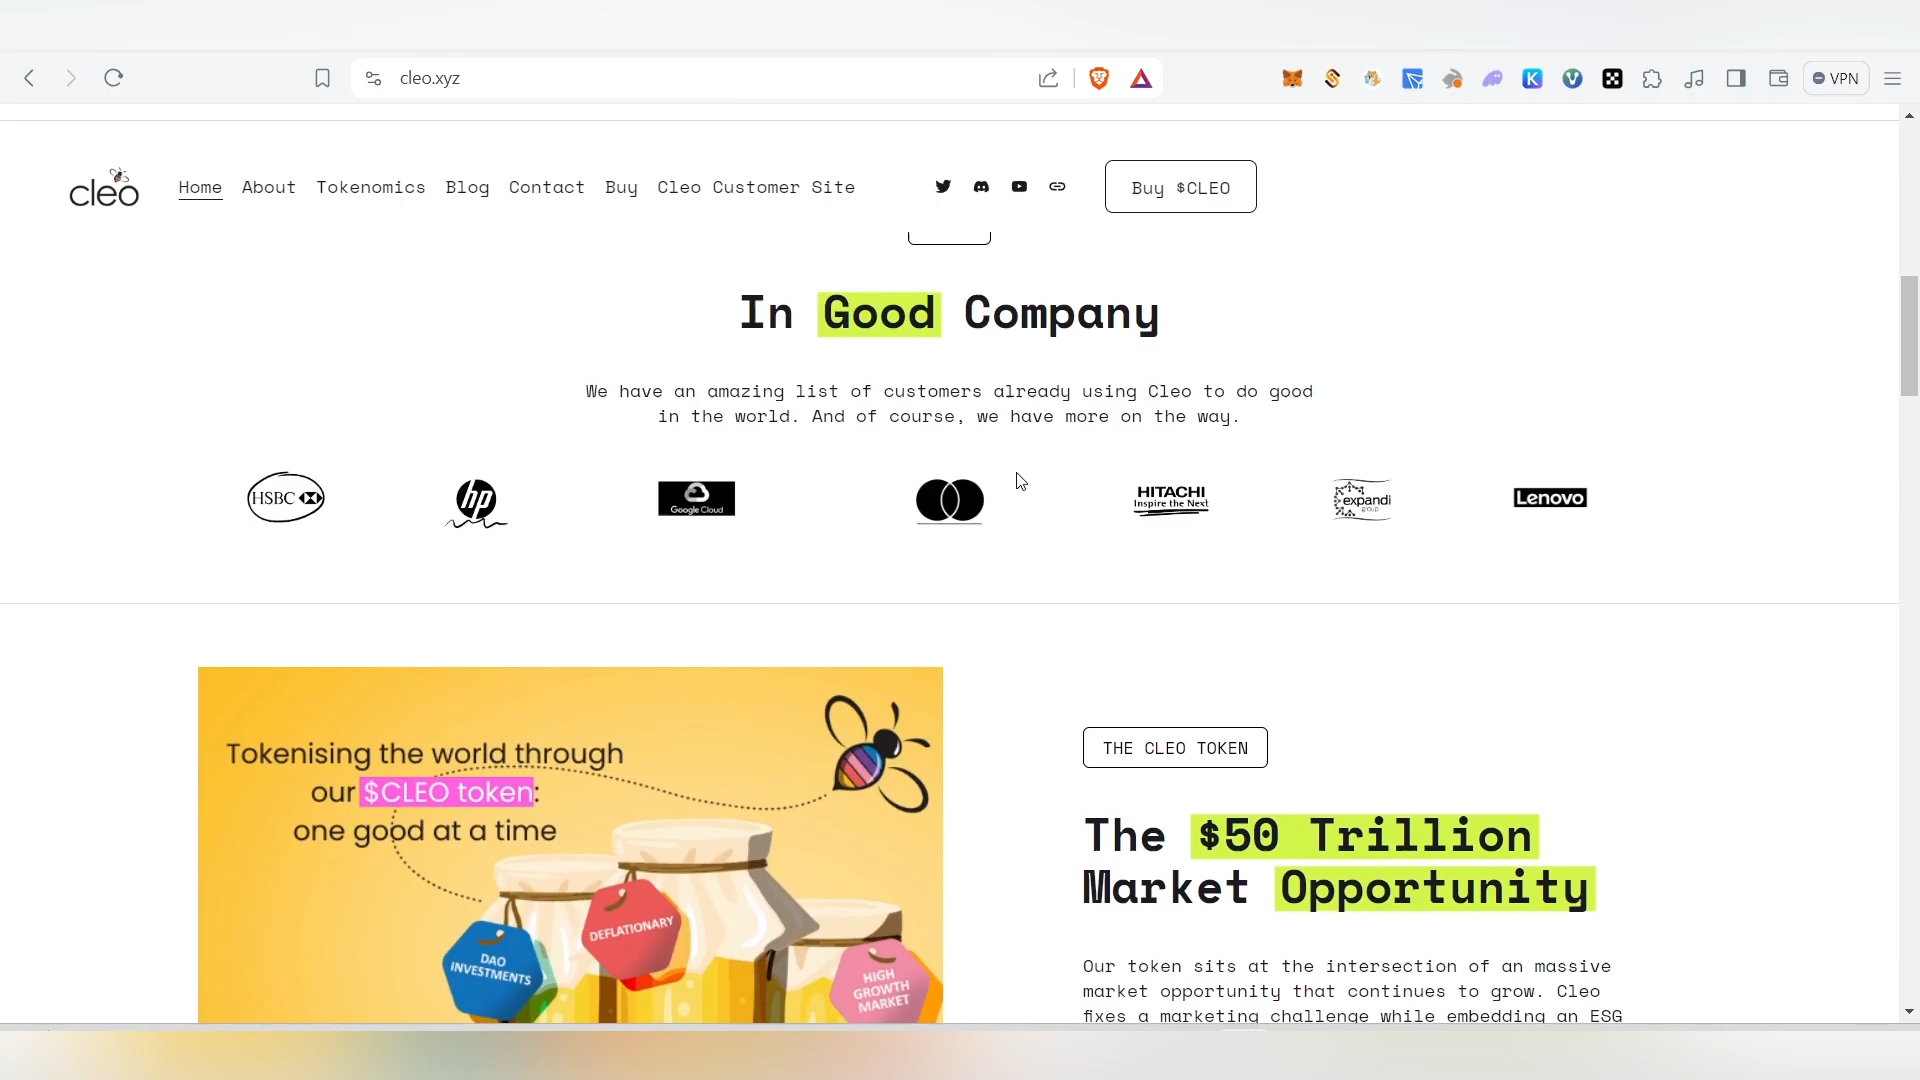 cleo.xyz
VPN
cleo
Home About Tokenomics Blog Contact Buy Cleo Customer Site
Buy $CLEO
In Good Company
We have an amazing list of customers already using Cleo to do good
in the world. And of course, we have more on the way.
HSBC
hp
Google Cloud
HITACHI
Inspire the Next
expandi
group
Lenovo
Tokenising the world through
our $CLEO token:
one good at a time
DAO
INVESTMENTS
DEFLATIONARY
HIGH
GROWTH
MARKET
THE CLEO TOKEN
The $50 Trillion
Market Opportunity
Our token sits at the intersection of an massive
market opportunity that continues to grow. Cleo
fixes a marketing challenge while embedding an ESG